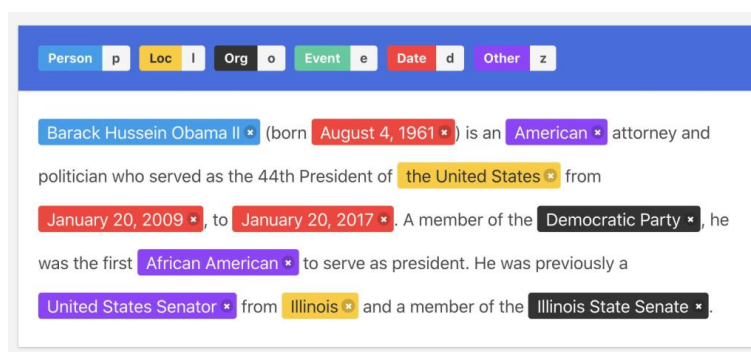 Person p Loc l Org o Event e Date d Other z
Barack Hussein Obama II (born August 4, 1961) is an American attorney and
politician who served as the 44th President of the United States from
January 20, 2009, to January 20, 2017. A member of the Democratic Party, he
was the first African American to serve as president. He was previously a
United States Senator from Illinois and a member of the Illinois State Senate.